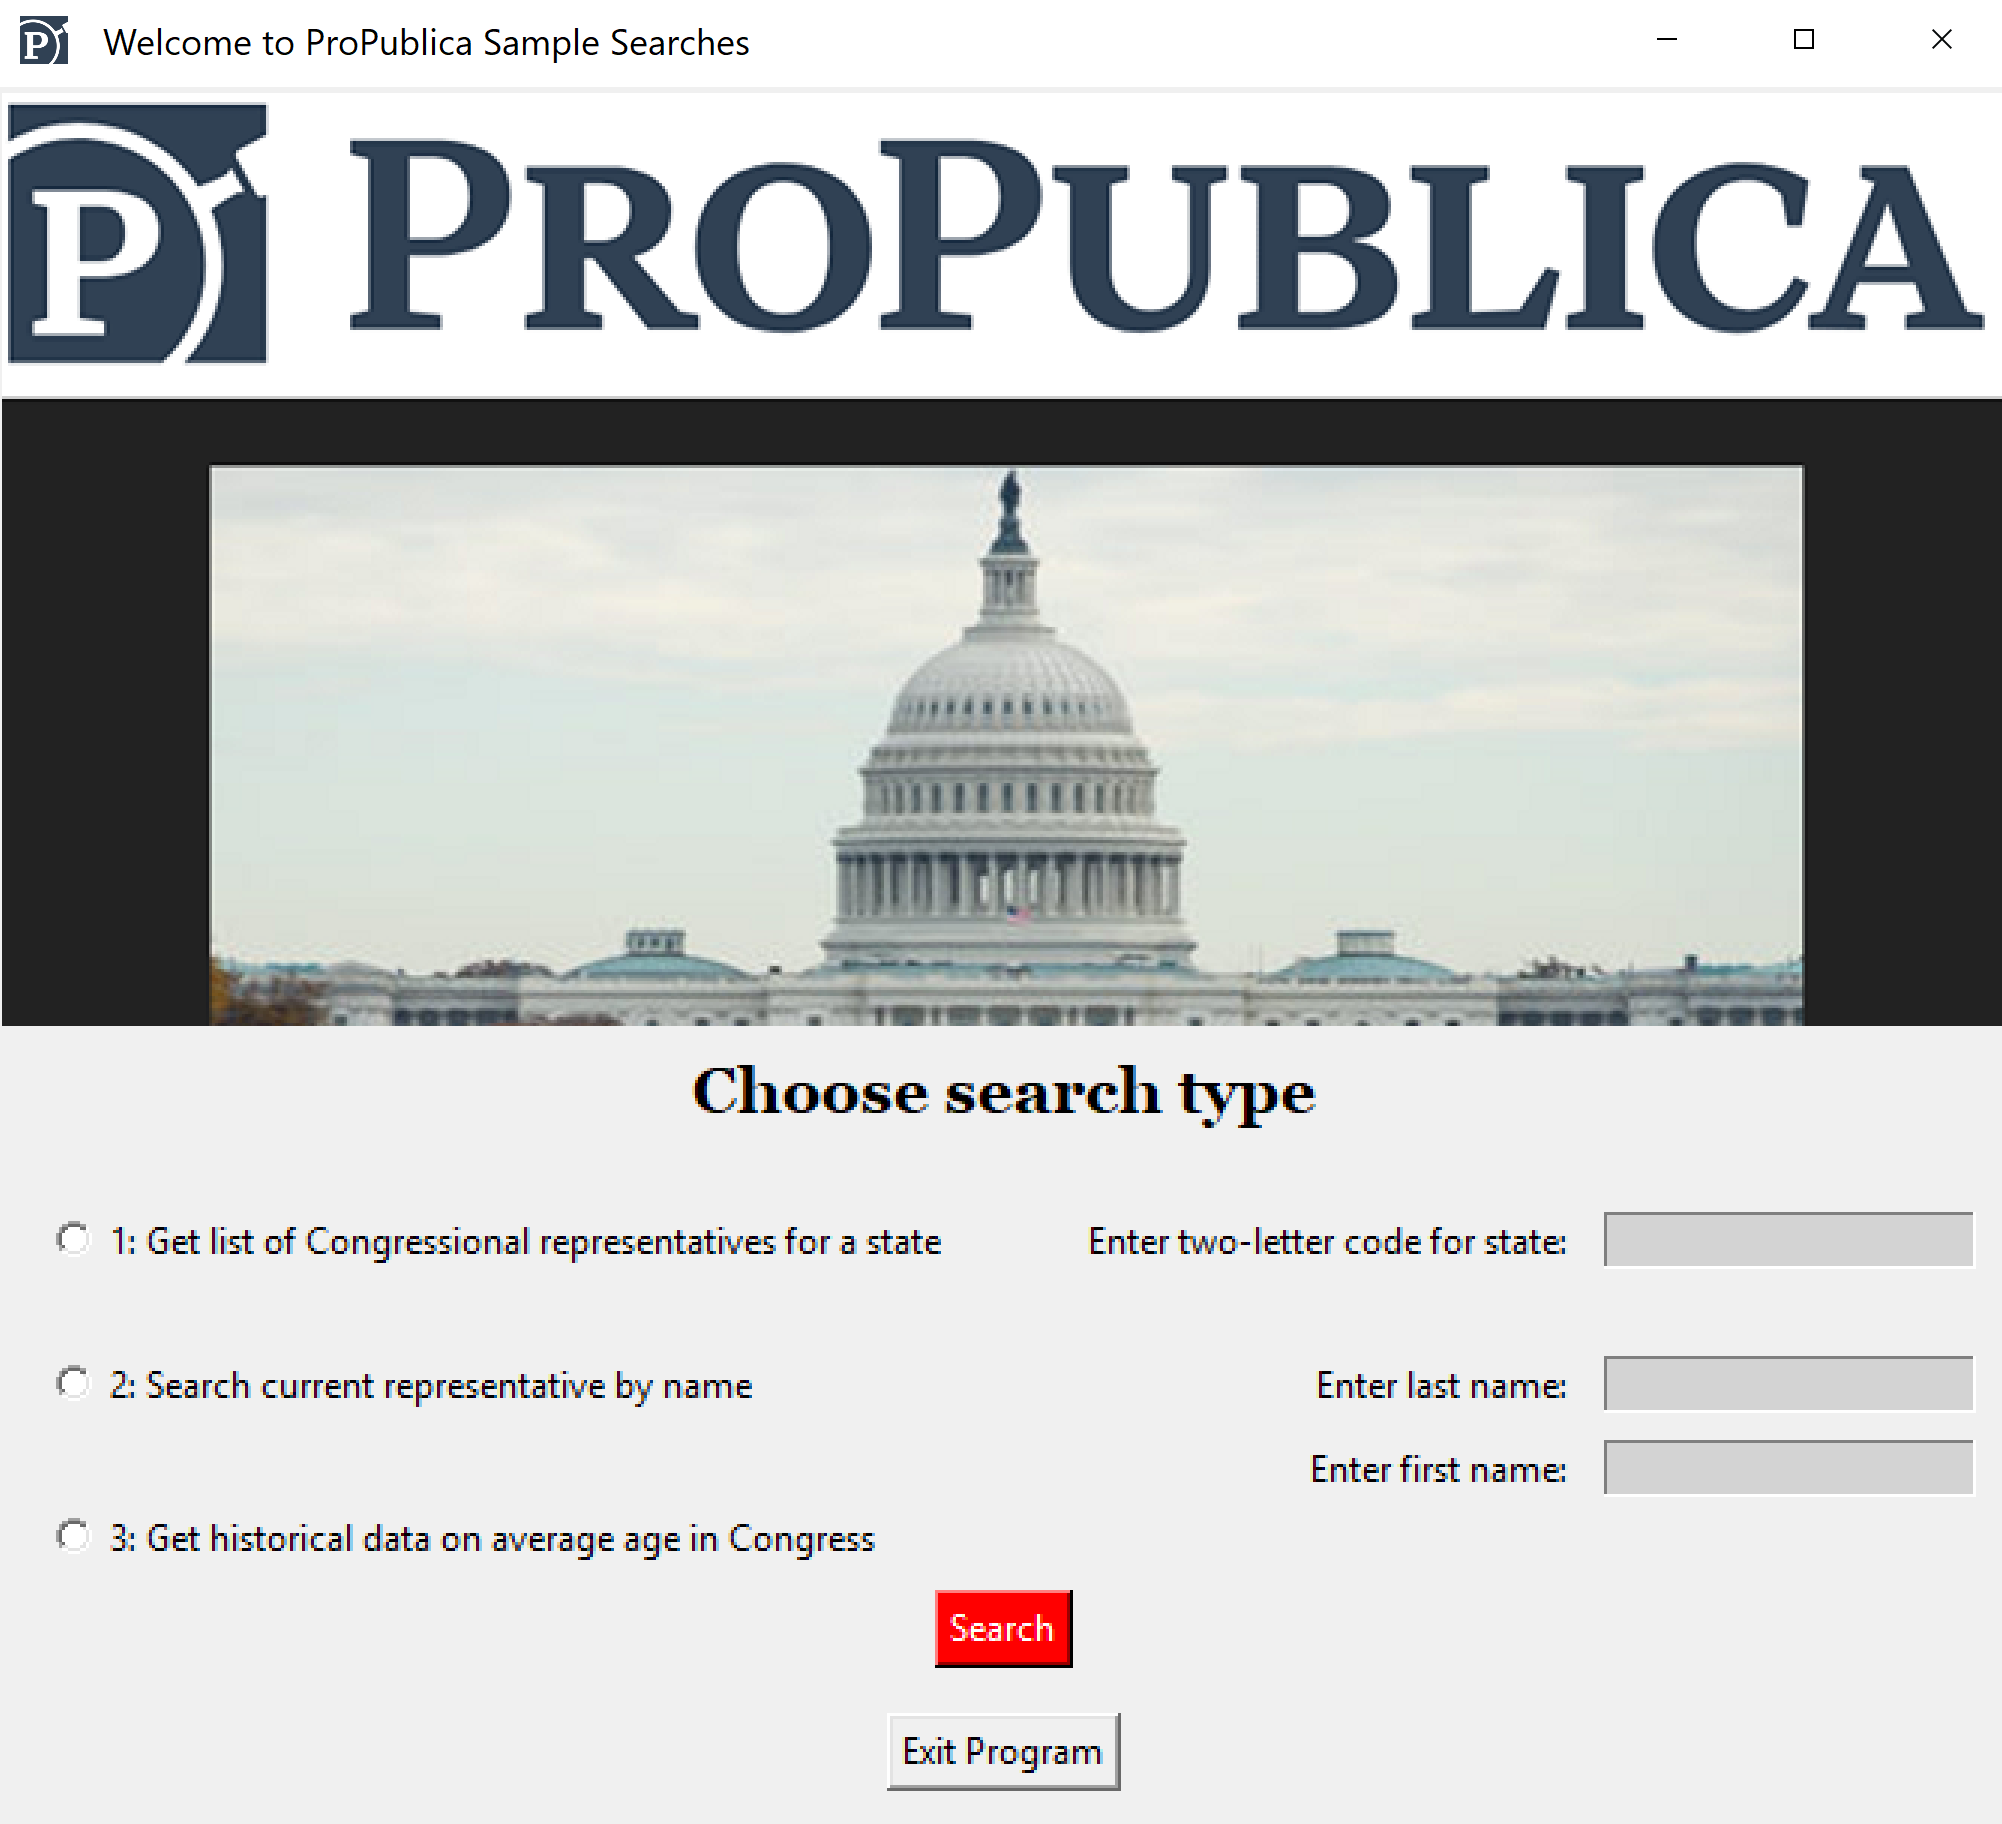 P Welcome to ProPublica Sample Searches
P PROPUBLICA
Choose search type
1: Get list of Congressional representatives for a state Enter two-letter code for state:
2: Search current representative by name Enter last name:
Enter first name:
3: Get historical data on average age in Congress
Search
Exit Program